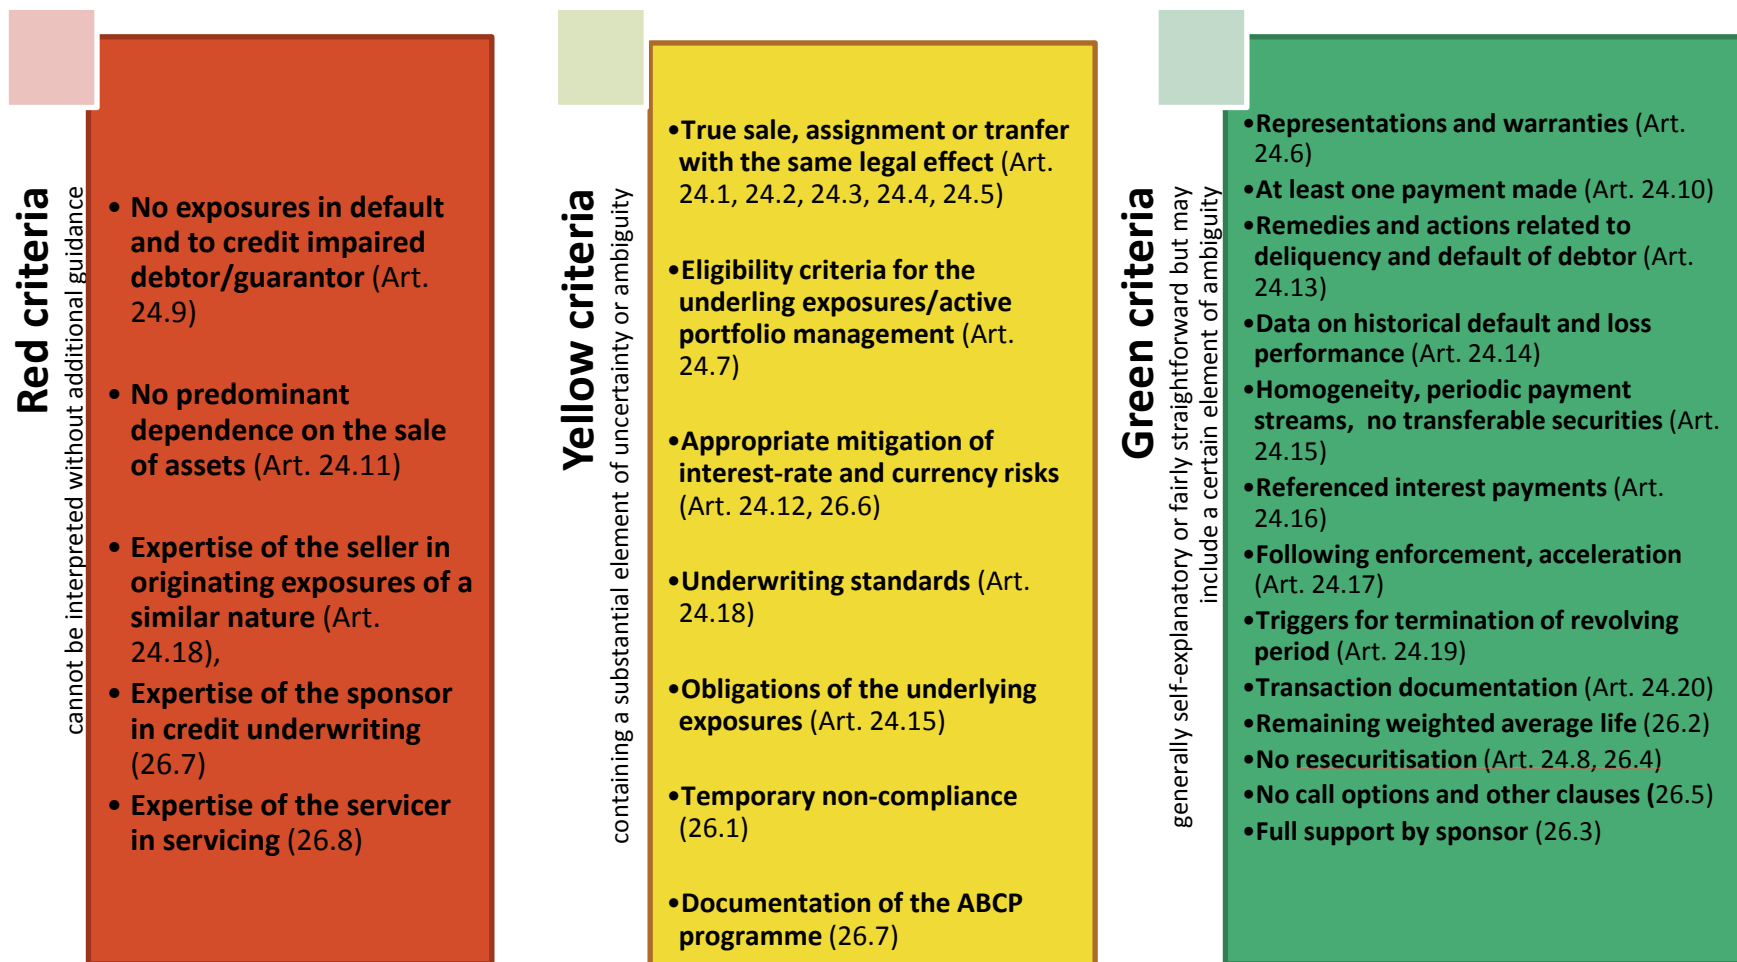 Red criteria
cannot be interpreted without additional guidance
• No exposures in default
and to credit impaired
debtor/guarantor (Art.
24.9)
• No predominant
dependence on the sale
of assets (Art. 24.11)
• Expertise of the seller in
originating exposures of a
similar nature (Art.
24.18),
• Expertise of the sponsor
in credit underwriting
(26.7)
• Expertise of the servicer
in servicing (26.8)
Yellow criteria
containing a substantial element of uncertainty or ambiguity
•True sale, assignment or tranfer
with the same legal effect (Art.
24.1, 24.2, 24.3, 24.4, 24.5)
•Eligibility criteria for the
underling exposures/active
portfolio management (Art.
24.7)
•Appropriate mitigation of
interest-rate and currency risks
(Art. 24.12, 26.6)
•Underwriting standards (Art.
24.18)
•Obligations of the underlying
exposures (Art. 24.15)
•Temporary non-compliance
(26.1)
•Documentation of the ABCP
programme (26.7)
Green criteria
generally self-explanatory or fairly straightforward but may
include a certain element of ambiguity
•Representations and warranties (Art.
24.6)
•At least one payment made (Art. 24.10)
•Remedies and actions related to
deliquency and default of debtor (Art.
24.13)
•Data on historical default and loss
performance (Art. 24.14)
•Homogeneity, periodic payment
streams, no transferable securities (Art.
24.15)
•Referenced interest payments (Art.
24.16)
•Following enforcement, acceleration
(Art. 24.17)
•Triggers for termination of revolving
period (Art. 24.19)
•Transaction documentation (Art. 24.20)
•Remaining weighted average life (26.2)
•No resecuritisation (Art. 24.8, 26.4)
•No call options and other clauses (26.5)
•Full support by sponsor (26.3)